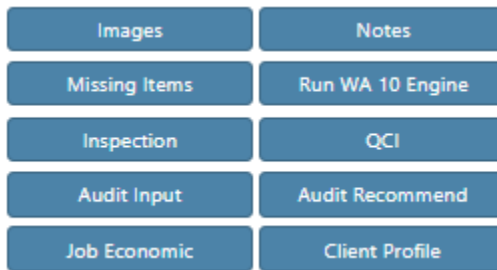 Images
Notes
Missing Items
Run WA 10 Engine
Inspection
QCI
Audit Input
Audit Recommend
Job Economic
Client Profile